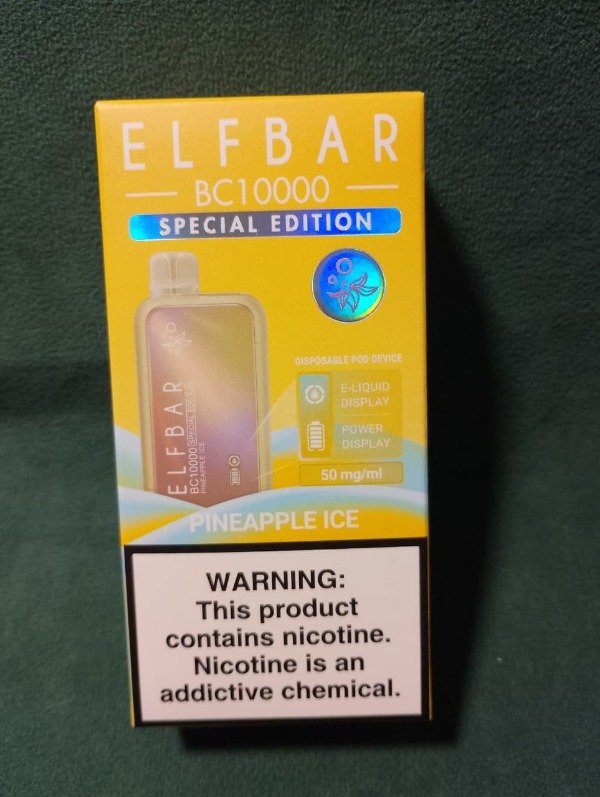 ELFBAR
BC10000
SPECIAL EDITION
DISPOSABLE POD DEVICE
E-LIQUID
DISPLAY
POWER
DISPLAY
50 mg/ml
ELFBAR
BC10000 SPECIAL EDITION
PINEAPPLE ICE
PINEAPPLE ICE
WARNING:
This product
contains nicotine.
Nicotine is an
addictive chemical.